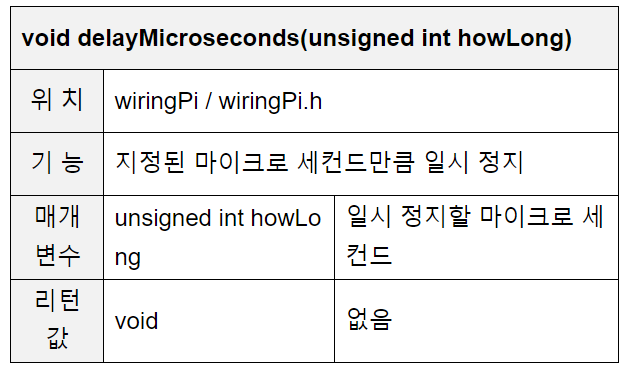 void delayMicroseconds(unsigned int howLong)
위 치 wiringPi / wiringPi.h
기 능 지정된 마이크로 세컨드만큼 일시 정지
매개
변수
unsigned int howLo
ng
일시 정지할 마이크로 세
컨드
리턴
값
void
없음